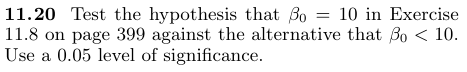 11.20 Test the hypothesis that β₀ = 10 in Exercise
11.8 on page 399 against the alternative that β₀ < 10.
Use a 0.05 level of significance.